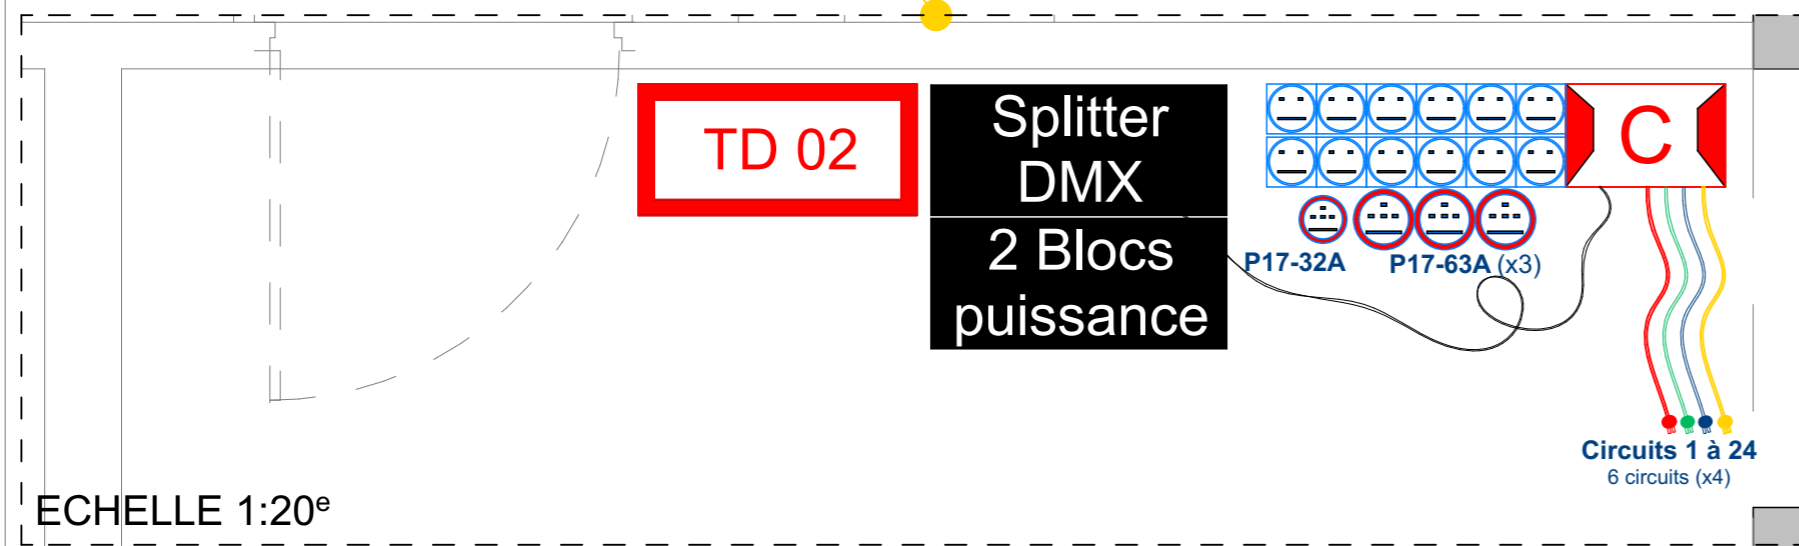 TD 02
Splitter
DMX
2 Blocs
puissance
C
P17-32A
P17-63A (x3)
Circuits 1 à 24
6 circuits (x4)
ECHELLE 1:20ᵉ